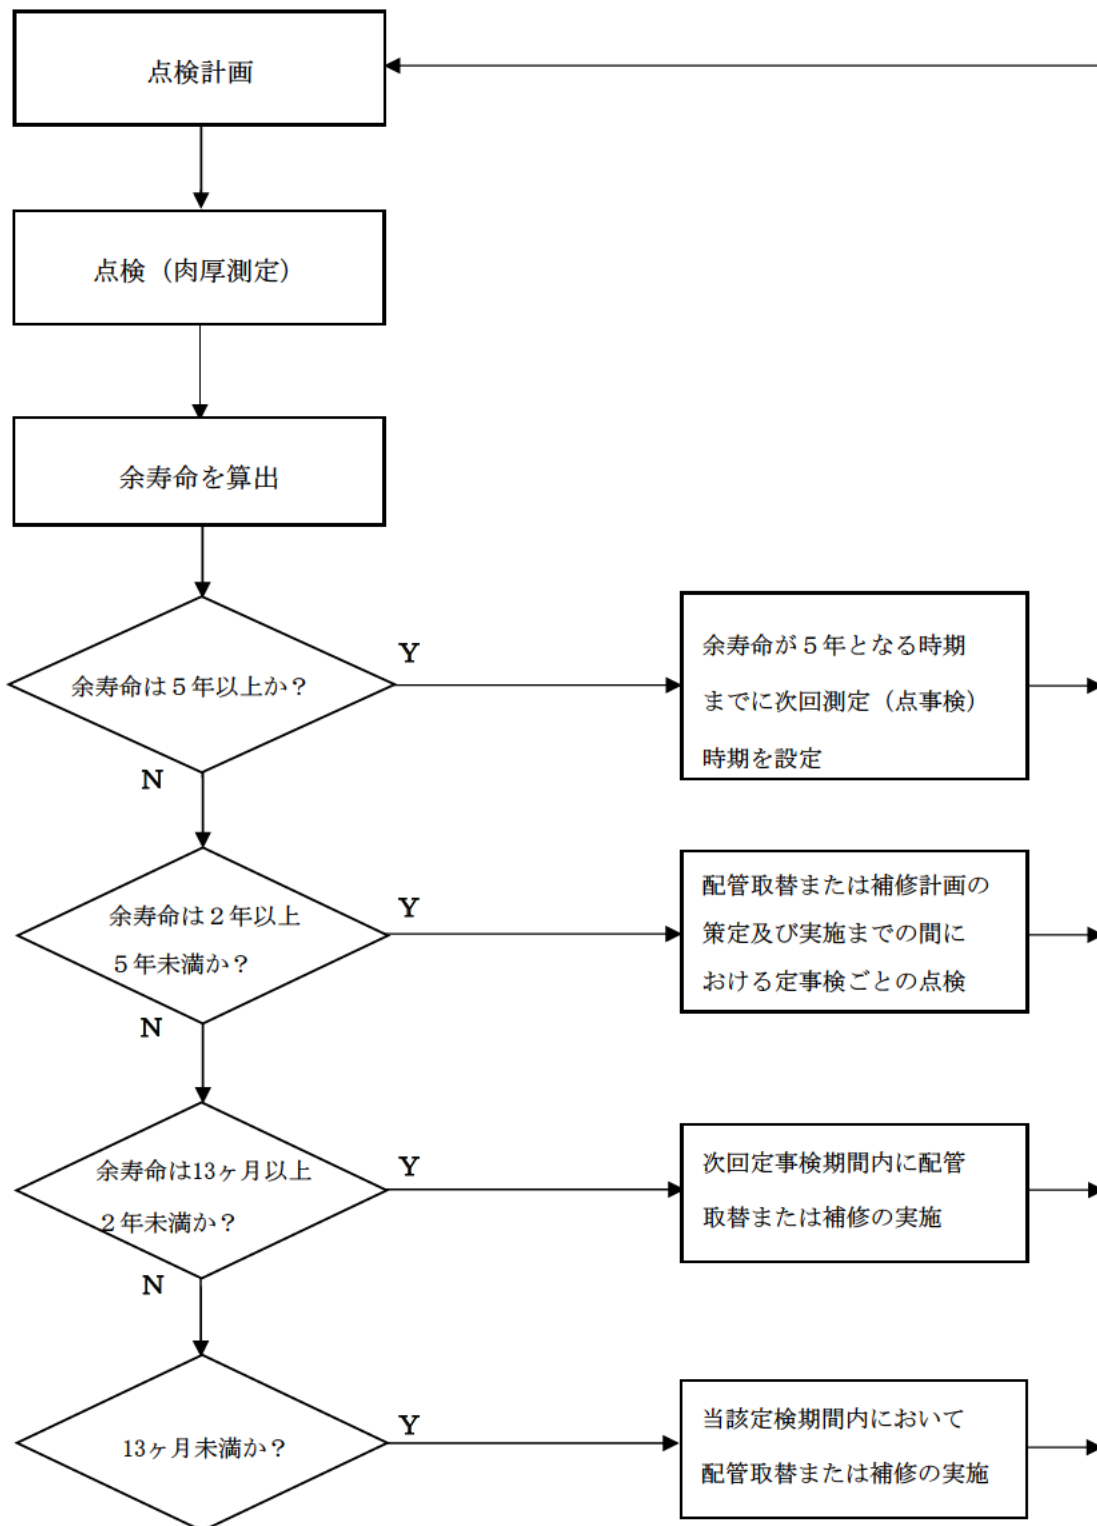 点検計画
点検（肉厚測定）
余寿命を算出
余寿命は５年以上か？
Y
余寿命が５年となる時期
までに次回測定（点事検）
時期を設定
N
余寿命は２年以上
５年未満か？
Y
配管取替または補修計画の
策定及び実施までの間に
おける定事検ごとの点検
N
余寿命は13ヶ月以上
２年未満か？
Y
次回定事検期間内に配管
取替または補修の実施
N
13ヶ月未満か？
Y
当該定検期間内において
配管取替または補修の実施